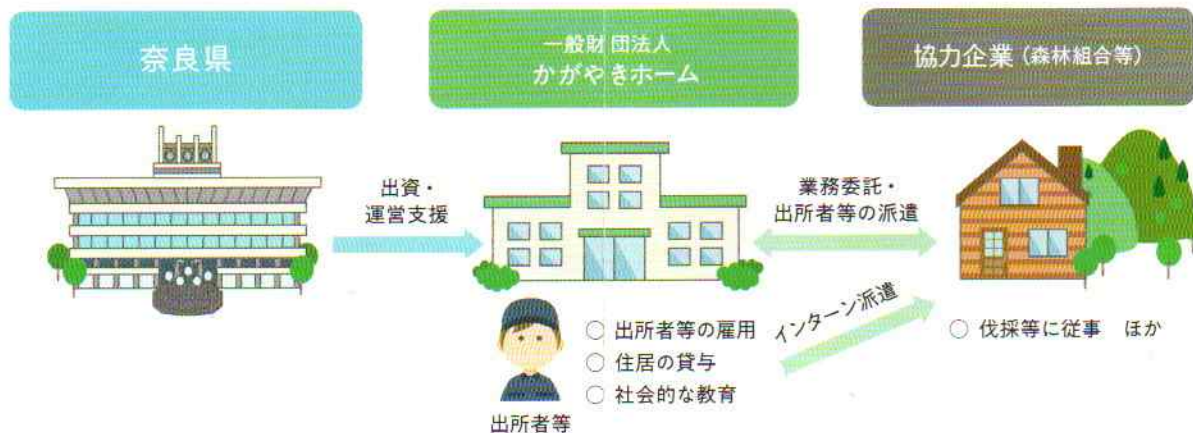 奈良県
一般財団法人
かがやきホーム
協力企業(森林組合等)
出資・
運営支援
業務委託・
出所者等の派遣
インターン派遣
○ 出所者等の雇用
○ 住居の貸与
○ 社会的な教育
出所者等
○ 伐採等に従事 ほか